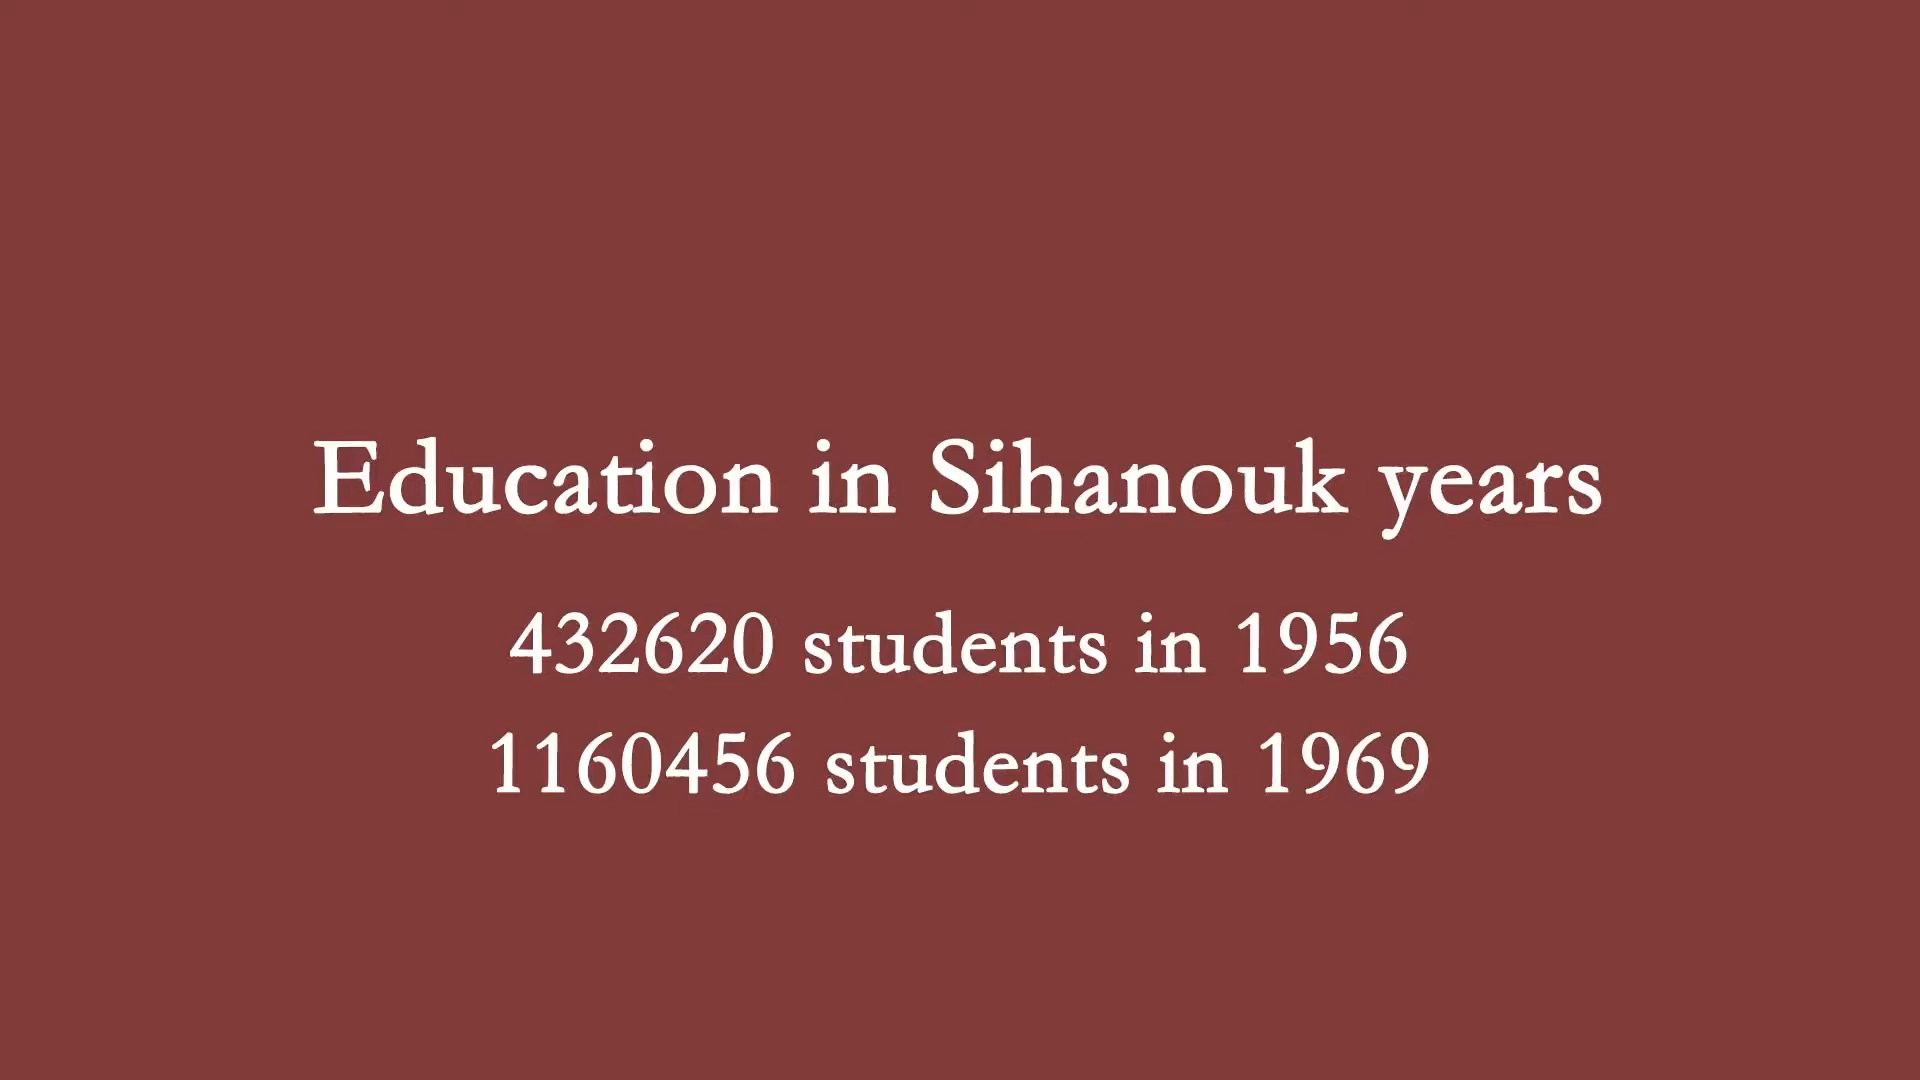 Education in Sihanouk years
432620 students in 1956
1160456 students in 1969